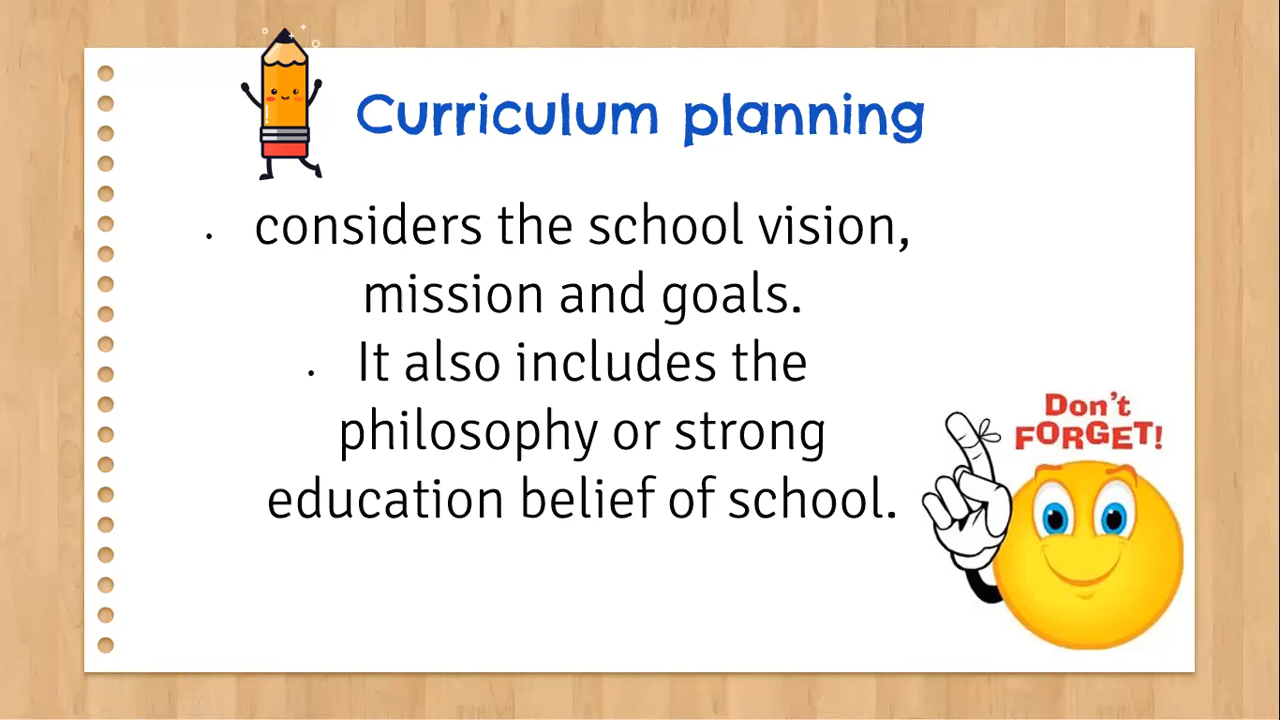 Curriculum planning
• considers the school vision,
mission and goals.
• It also includes the
philosophy or strong
education belief of school.
Don't
FORGET!